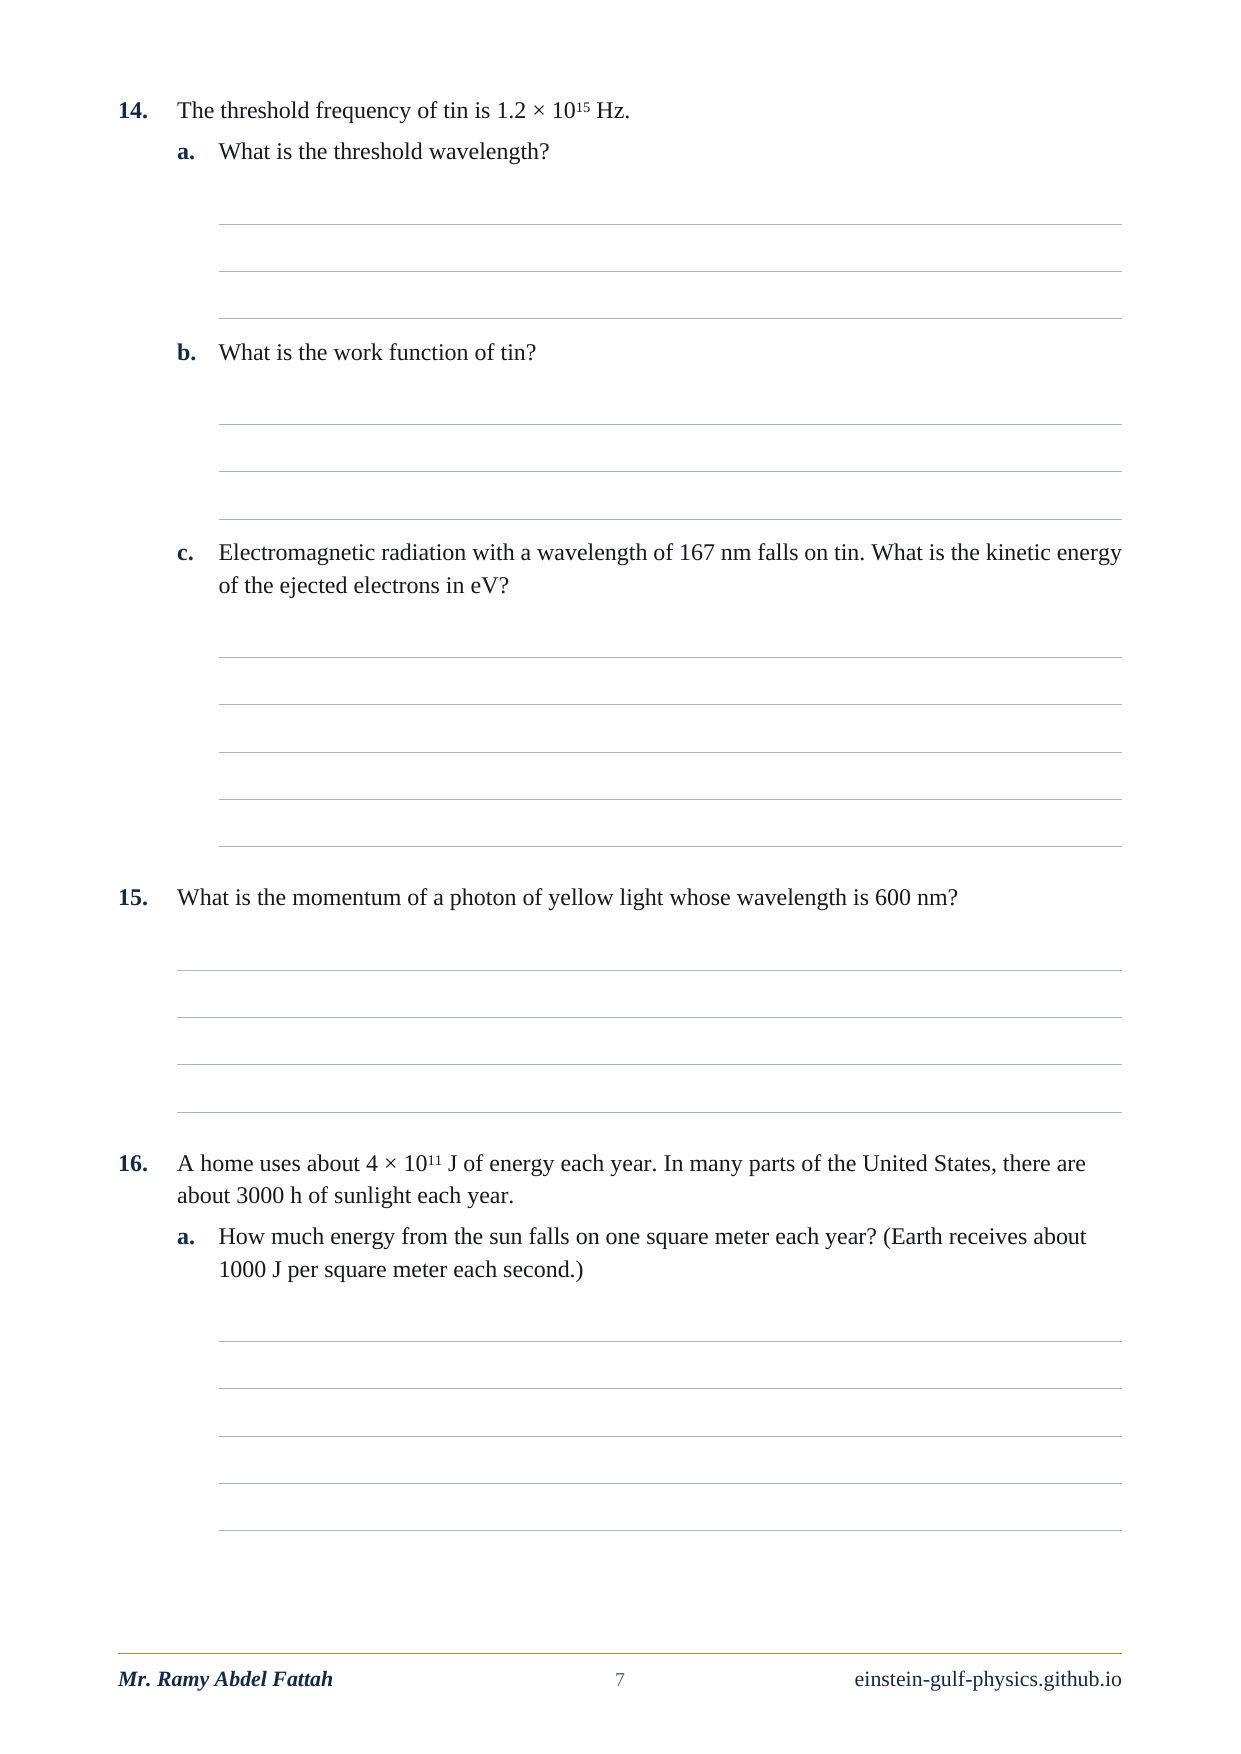 14. The threshold frequency of tin is 1.2 × 10¹⁵ Hz.
a. What is the threshold wavelength?
b. What is the work function of tin?
c. Electromagnetic radiation with a wavelength of 167 nm falls on tin. What is the kinetic energy
of the ejected electrons in eV?
15. What is the momentum of a photon of yellow light whose wavelength is 600 nm?
16. A home uses about 4 × 10¹¹ J of energy each year. In many parts of the United States, there are
about 3000 h of sunlight each year.
a. How much energy from the sun falls on one square meter each year? (Earth receives about
1000 J per square meter each second.)
Mr. Ramy Abdel Fattah 7 einstein-gulf-physics.github.io